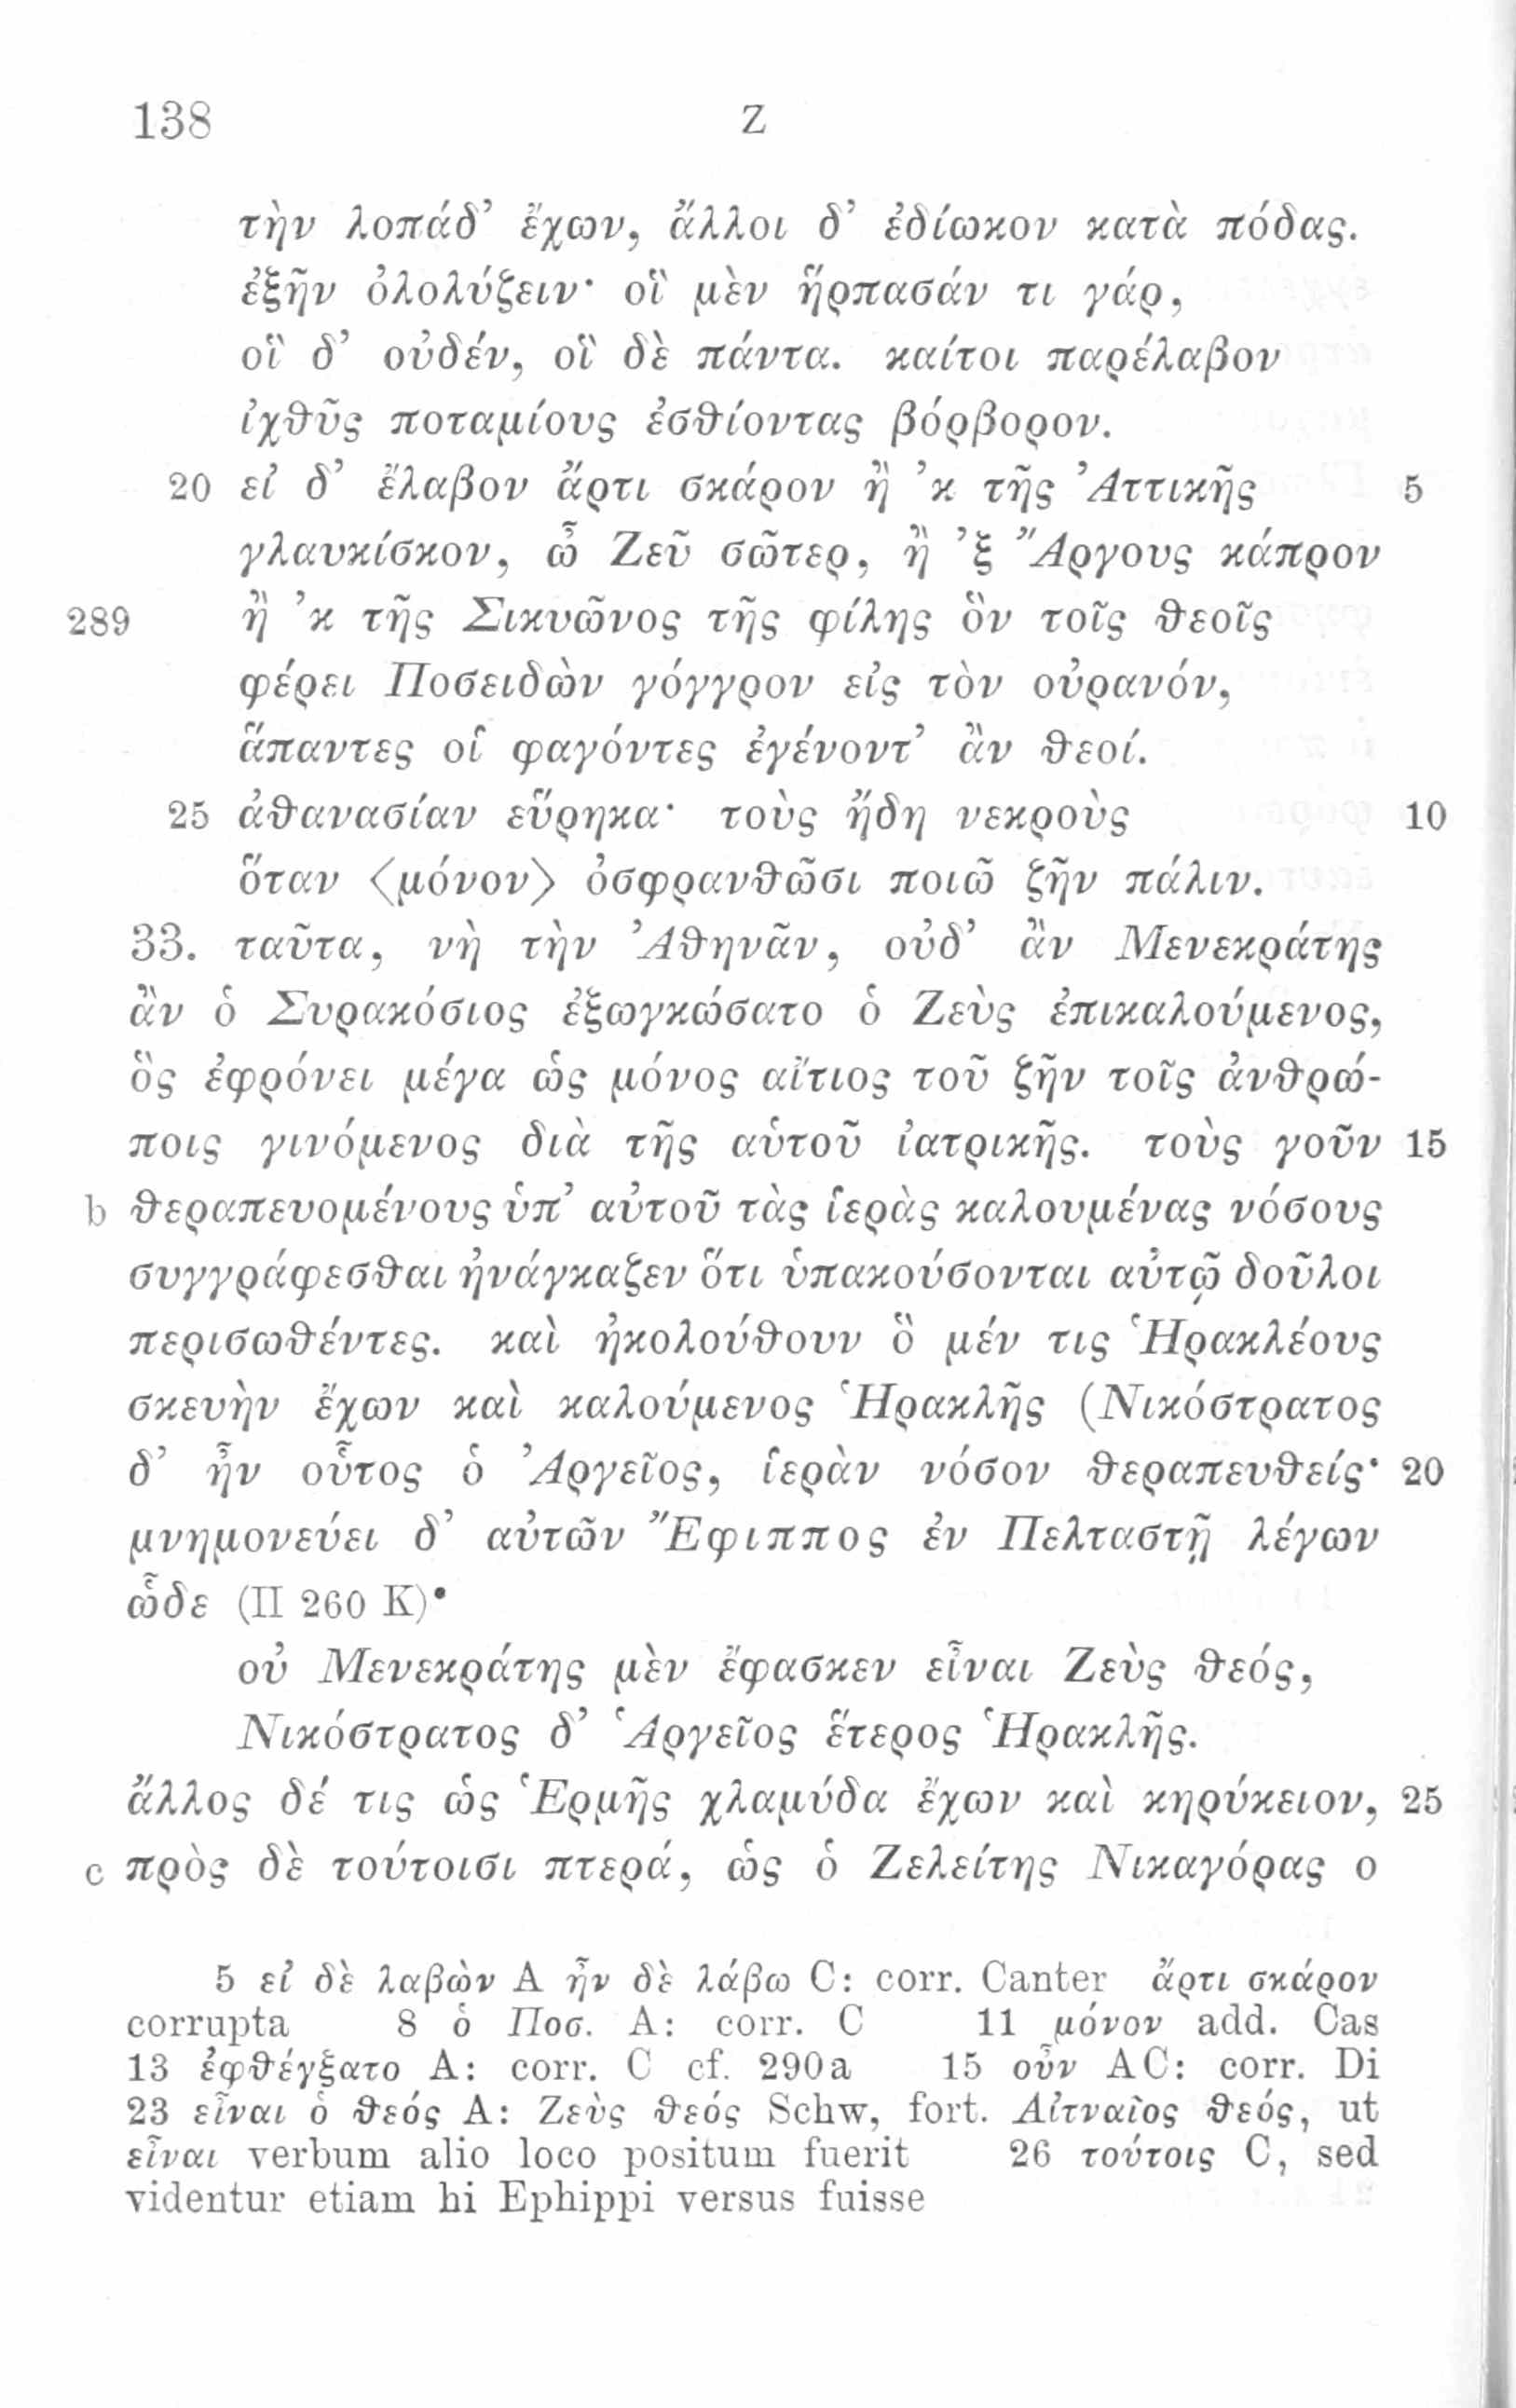 138 Z
τὴν λοπάδ’ ἔχων, ἄλλοι δ’ ἐδίωκον κατὰ πόδας.
ἐξῆν ὀλολύζειν· οἳ μὲν ἥρπασάν τι γάρ,
οἳ δ’ οὐδέν, οἳ δὲ πάντα. καίτοι παρέλαβον
ἰχθῦς ποταμίους ἐσθίοντας βόρβορον.
20 εἰ δ’ ἔλαβον ἄρτι σκάρον ἢ ’κ τῆς Ἀττικῆς 5
γλαυκίσκον, ὦ Ζεῦ σῶτερ, ἢ ’ξ Ἄργους κάπρον
289 ἢ ’κ τῆς Σικυῶνος τῆς φίλης ὃν τοῖς θεοῖς
φέρει Ποσειδῶν γόγγρον εἰς τὸν οὐρανόν,
ἅπαντες οἱ φαγόντες ἐγένοντ’ ἂν θεοί.
25 ἀθανασίαν εὕρηκα· τοὺς ἤδη νεκροὺς 10
ὅταν ⟨μόνον⟩ ὀσφρανθῶσι ποιῶ ζῆν πάλιν.
33. ταῦτα, νὴ τὴν Ἀθηνᾶν, οὐδ’ ἂν Μενεκράτης
ἂν ὁ Συρακόσιος ἐξωγκώσατο ὁ Ζεὺς ἐπικαλούμενος,
ὃς ἐφρόνει μέγα ὡς μόνος αἴτιος τοῦ ζῆν τοῖς ἀνθρώ-
ποις γινόμενος διὰ τῆς αὑτοῦ ἰατρικῆς. τοὺς γοῦν 15
b θεραπευομένους ὑπ’ αὐτοῦ τὰς ἱερὰς καλουμένας νόσους
συγγράφεσθαι ἠνάγκαζεν ὅτι ὑπακούσονται αὐτῷ δοῦλοι
περισωθέντες. καὶ ἠκολούθουν ὃ μέν τις Ἡρακλέους
σκευὴν ἔχων καὶ καλούμενος Ἡρακλῆς (Νικόστρατος
δ’ ἦν οὗτος ὁ Ἀργεῖος, ἱερὰν νόσον θεραπευθείς· 20
μνημονεύει δ’ αὐτῶν Ἔφιππος ἐν Πελταστῇ λέγων
ὧδε (II 260 K)·
οὐ Μενεκράτης μὲν ἔφασκεν εἶναι Ζεὺς θεός,
Νικόστρατος δ’ Ἁργεῖος ἕτερος Ἡρακλῆς.
ἄλλος δέ τις ὡς Ἑρμῆς χλαμύδα ἔχων καὶ κηρύκειον, 25
c πρὸς δὲ τούτοισι πτερά, ὡς ὁ Ζελείτης Νικαγόρας ο
5 εἰ δὲ λαβὼν A ἢν δὲ λάβω C: corr. Canter ἄρτι σκάρον
corrupta 8 ὁ Ποσ. A: corr. C 11 μόνον add. Cas
13 ἐφθέγξατο A: corr. C cf. 290a 15 οὖν AC: corr. Di
23 εἶναι ὁ θεός A: Ζεὺς θεός Schw, fort. Αἰτναῖος θεός, ut
εἶναι verbum alio loco positum fuerit 26 τούτοις C, sed
videntur etiam hi Ephippi versus fuisse